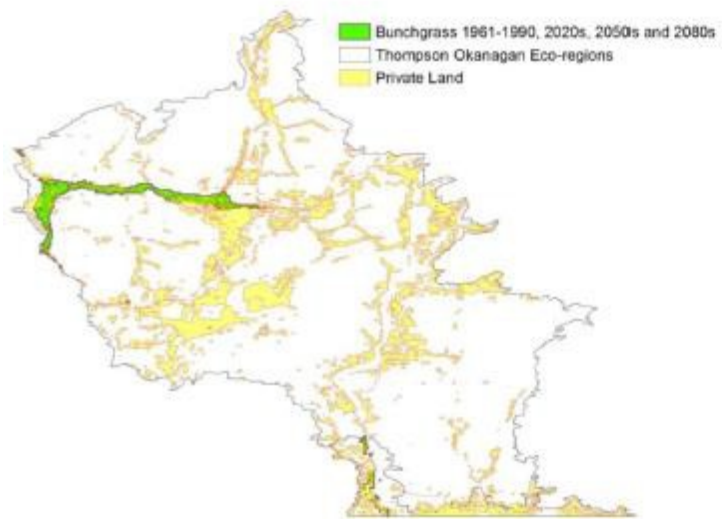 Bunchgrass 1961-1990, 2020s, 2050s and 2080s
Thompson Okanagan Eco-regions
Private Land